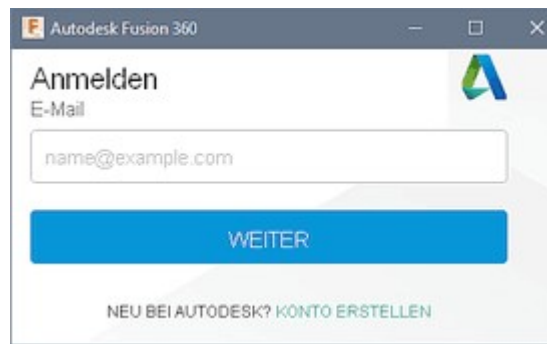 Autodesk Fusion 360
Anmelden
E-Mail
name@example.com
WEITER
NEU BEI AUTODESK? KONTO ERSTELLEN